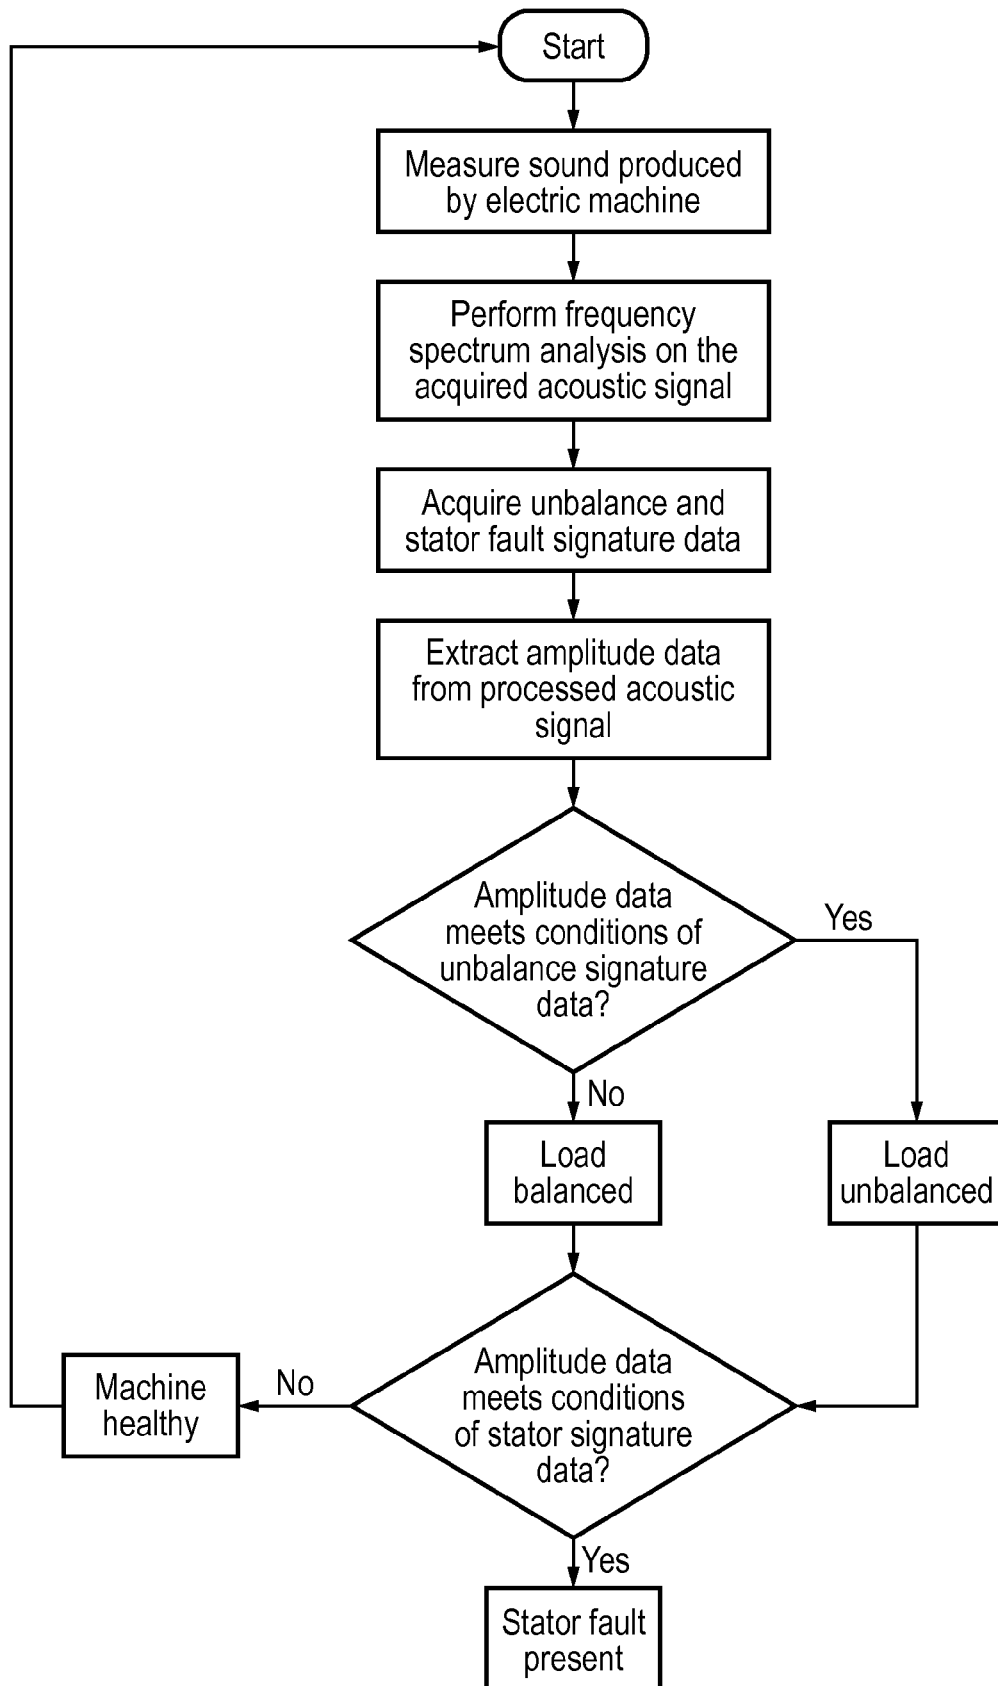 Start
Measure sound produced
by electric machine
Perform frequency
spectrum analysis on the
acquired acoustic signal
Acquire unbalance and
stator fault signature data
Extract amplitude data
from processed acoustic
signal
Amplitude data
meets conditions of
unbalance signature
data?
Yes
No
Load
balanced
Load
unbalanced
Amplitude data
meets conditions
of stator signature
data?
No
Machine
healthy
Yes
Stator fault
present